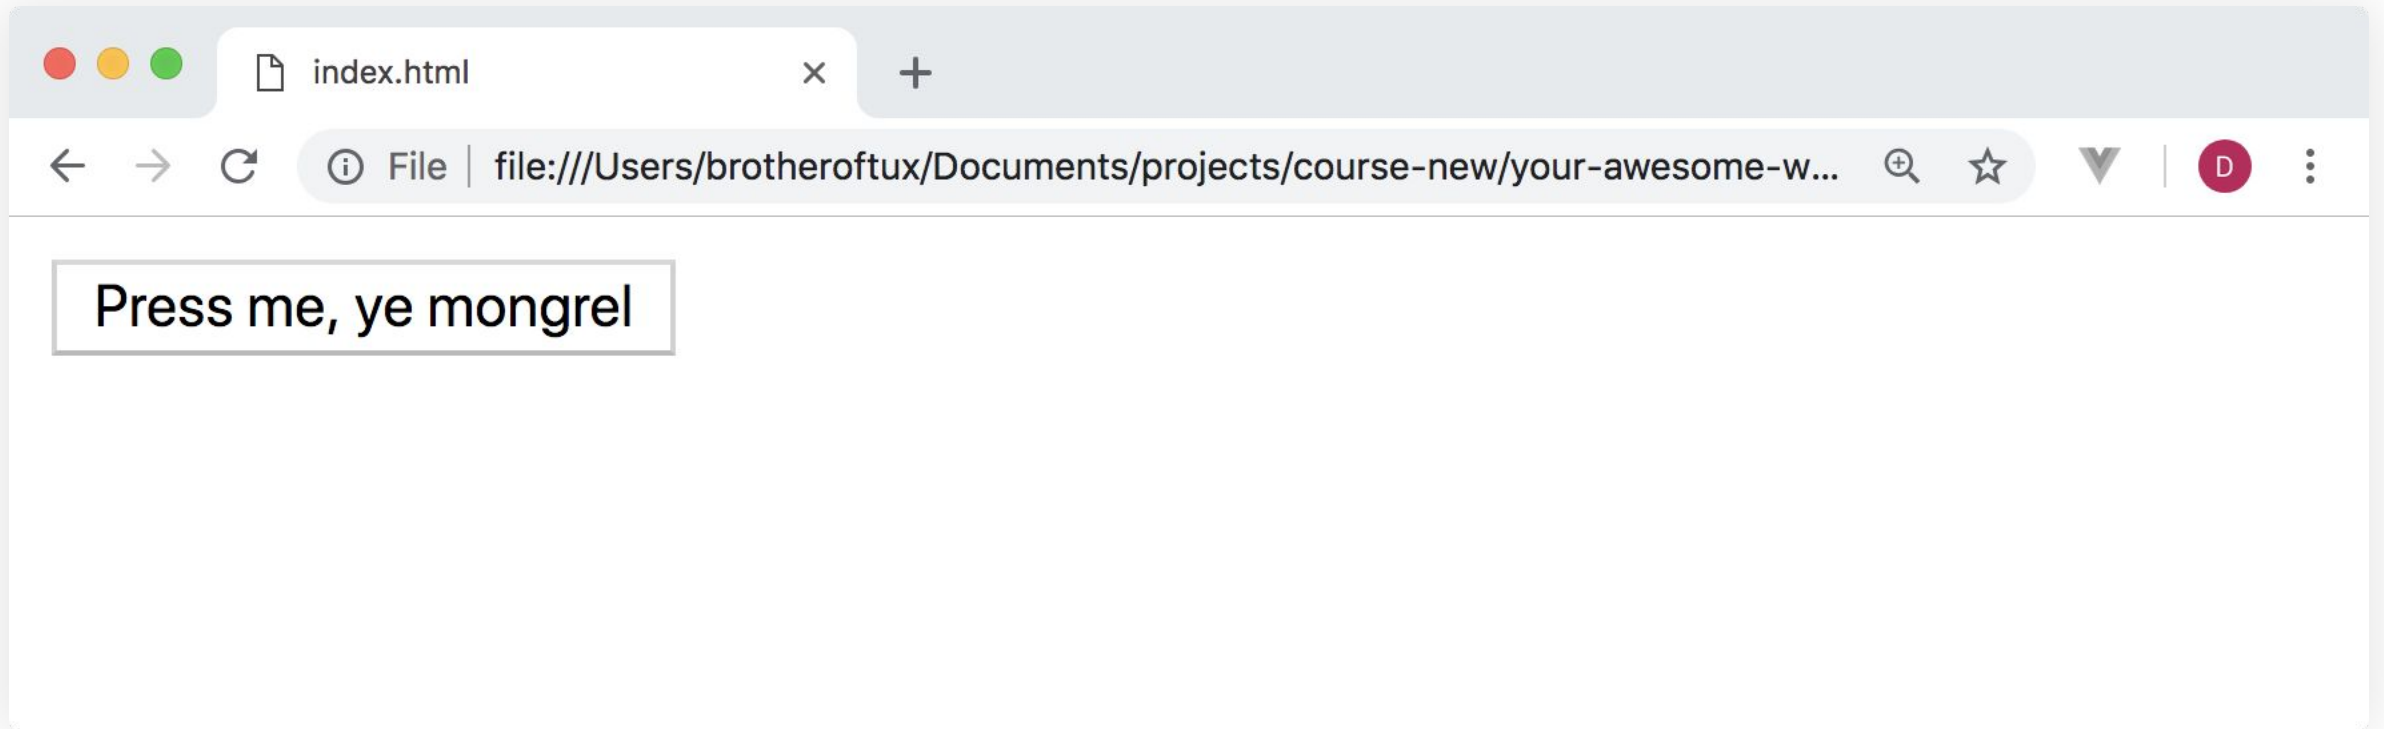 index.html
File file:///Users/brotheroftux/Documents/projects/course-new/your-awesome-w... D
Press me, ye mongrel